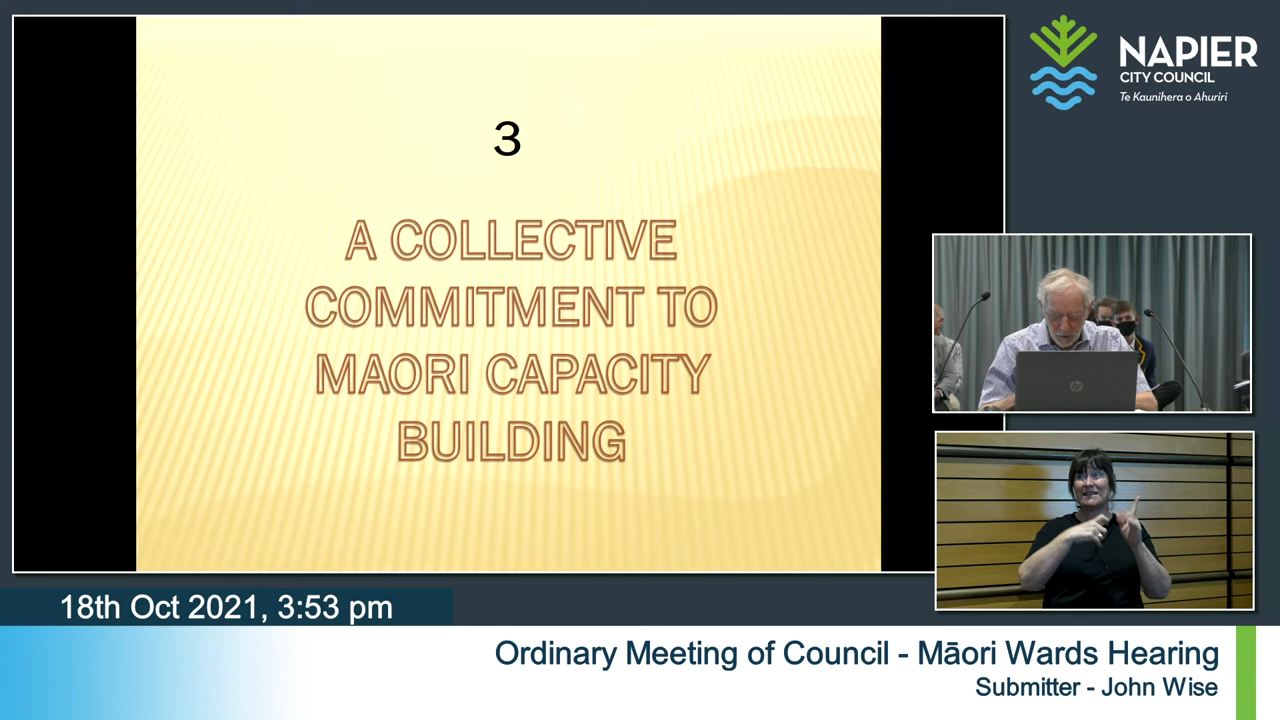 3
A COLLECTIVE
COMMITMENT TO
MAORI CAPACITY
BUILDING
NAPIER
CITY COUNCIL
Te Kaunihera o Ahuriri
18th Oct 2021, 3:53 pm
Ordinary Meeting of Council - Māori Wards Hearing
Submitter - John Wise